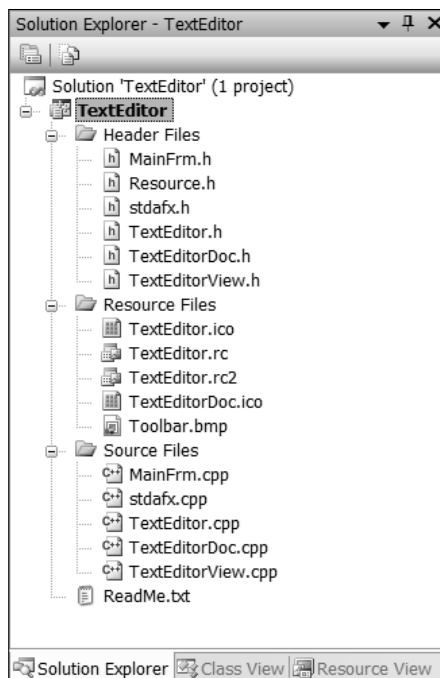 Solution Explorer - TextEditor
Solution 'TextEditor' (1 project)
TextEditor
Header Files
MainFrm.h
Resource.h
stdafx.h
TextEditor.h
TextEditorDoc.h
TextEditorView.h
Resource Files
TextEditor.ico
TextEditor.rc
TextEditor.rc2
TextEditorDoc.ico
Toolbar.bmp
Source Files
MainFrm.cpp
stdafx.cpp
TextEditor.cpp
TextEditorDoc.cpp
TextEditorView.cpp
ReadMe.txt
Solution Explorer Class View Resource View